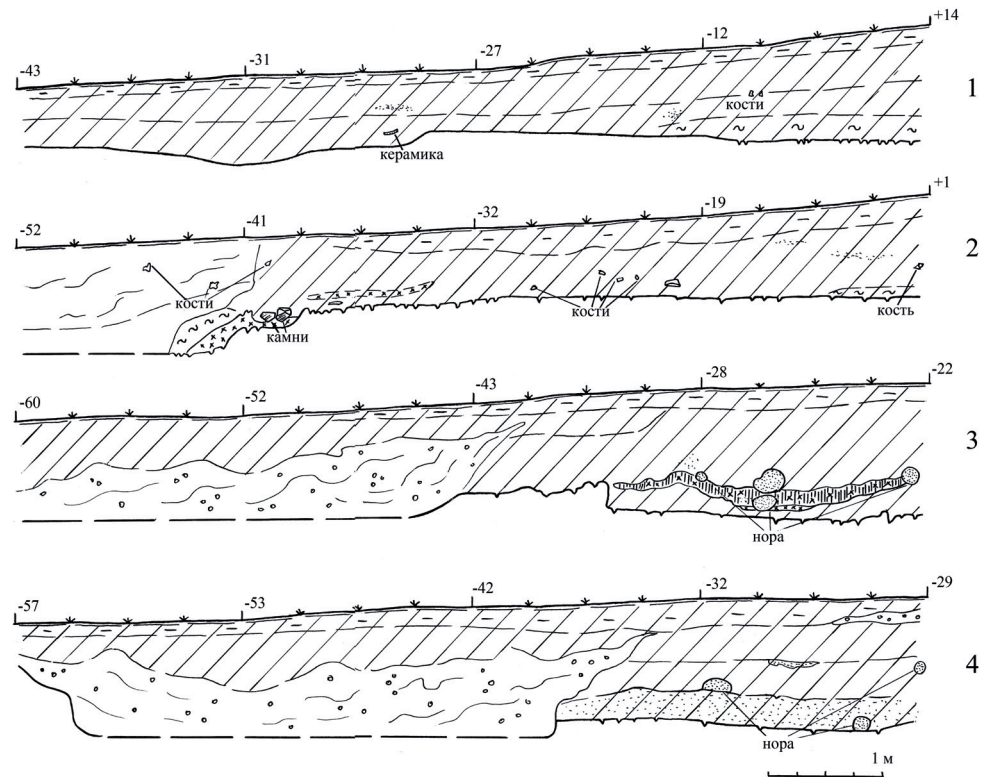 +14
-12
-27
-31
-43
1
кости
керамика
+1
-19
-32
-41
-52
2
кости
кости
кость
камни
-22
-28
-43
-52
-60
3
нора
-29
-32
-42
-53
-57
4
нора
1 м